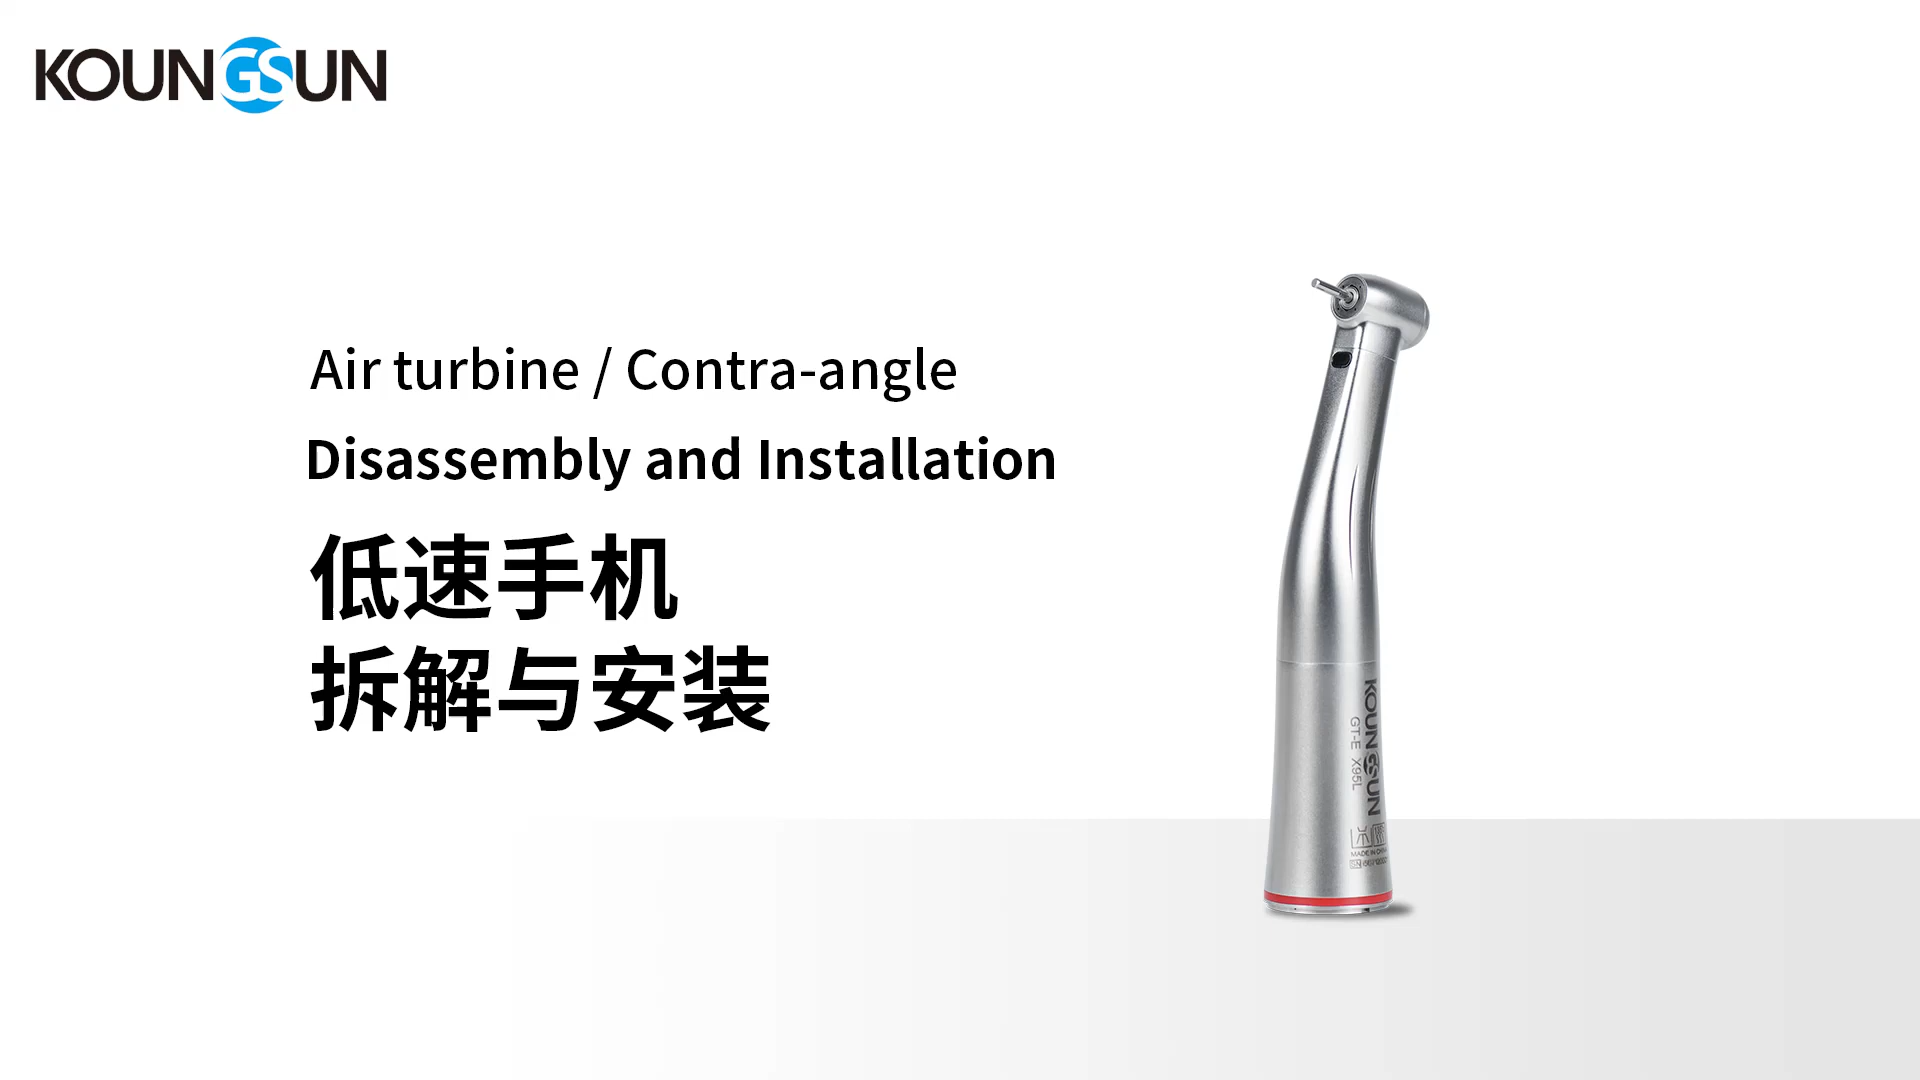 KOUNGSUN
Air turbine / Contra-angle
Disassembly and Installation
低速手机
拆解与安装
KOUNGSUN
GT-E X95L
MADE IN CHINA